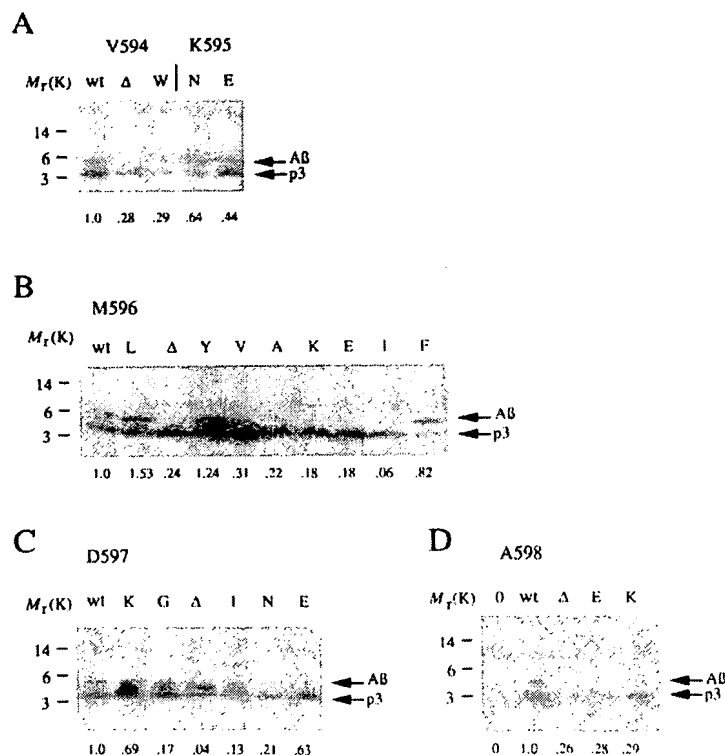 A
V594 K595
Mr(K) wt Δ W N E
14
6
3
Aß
p3
1.0 .28 .29 .64 .44
B
M596
Mr(K) wt L Δ Y V A K E I F
14
6
3
Aß
p3
1.0 1.53 .24 1.24 .31 .22 .18 .18 .06 .82
C
D597
Mr(K) wt K G Δ I N E
14
6
3
Aß
p3
1.0 .69 .17 .04 .13 .21 .63
D
A598
Mr(K) 0 wt Δ E K
14
6
3
Aß
p3
0 1.0 .26 .28 .29